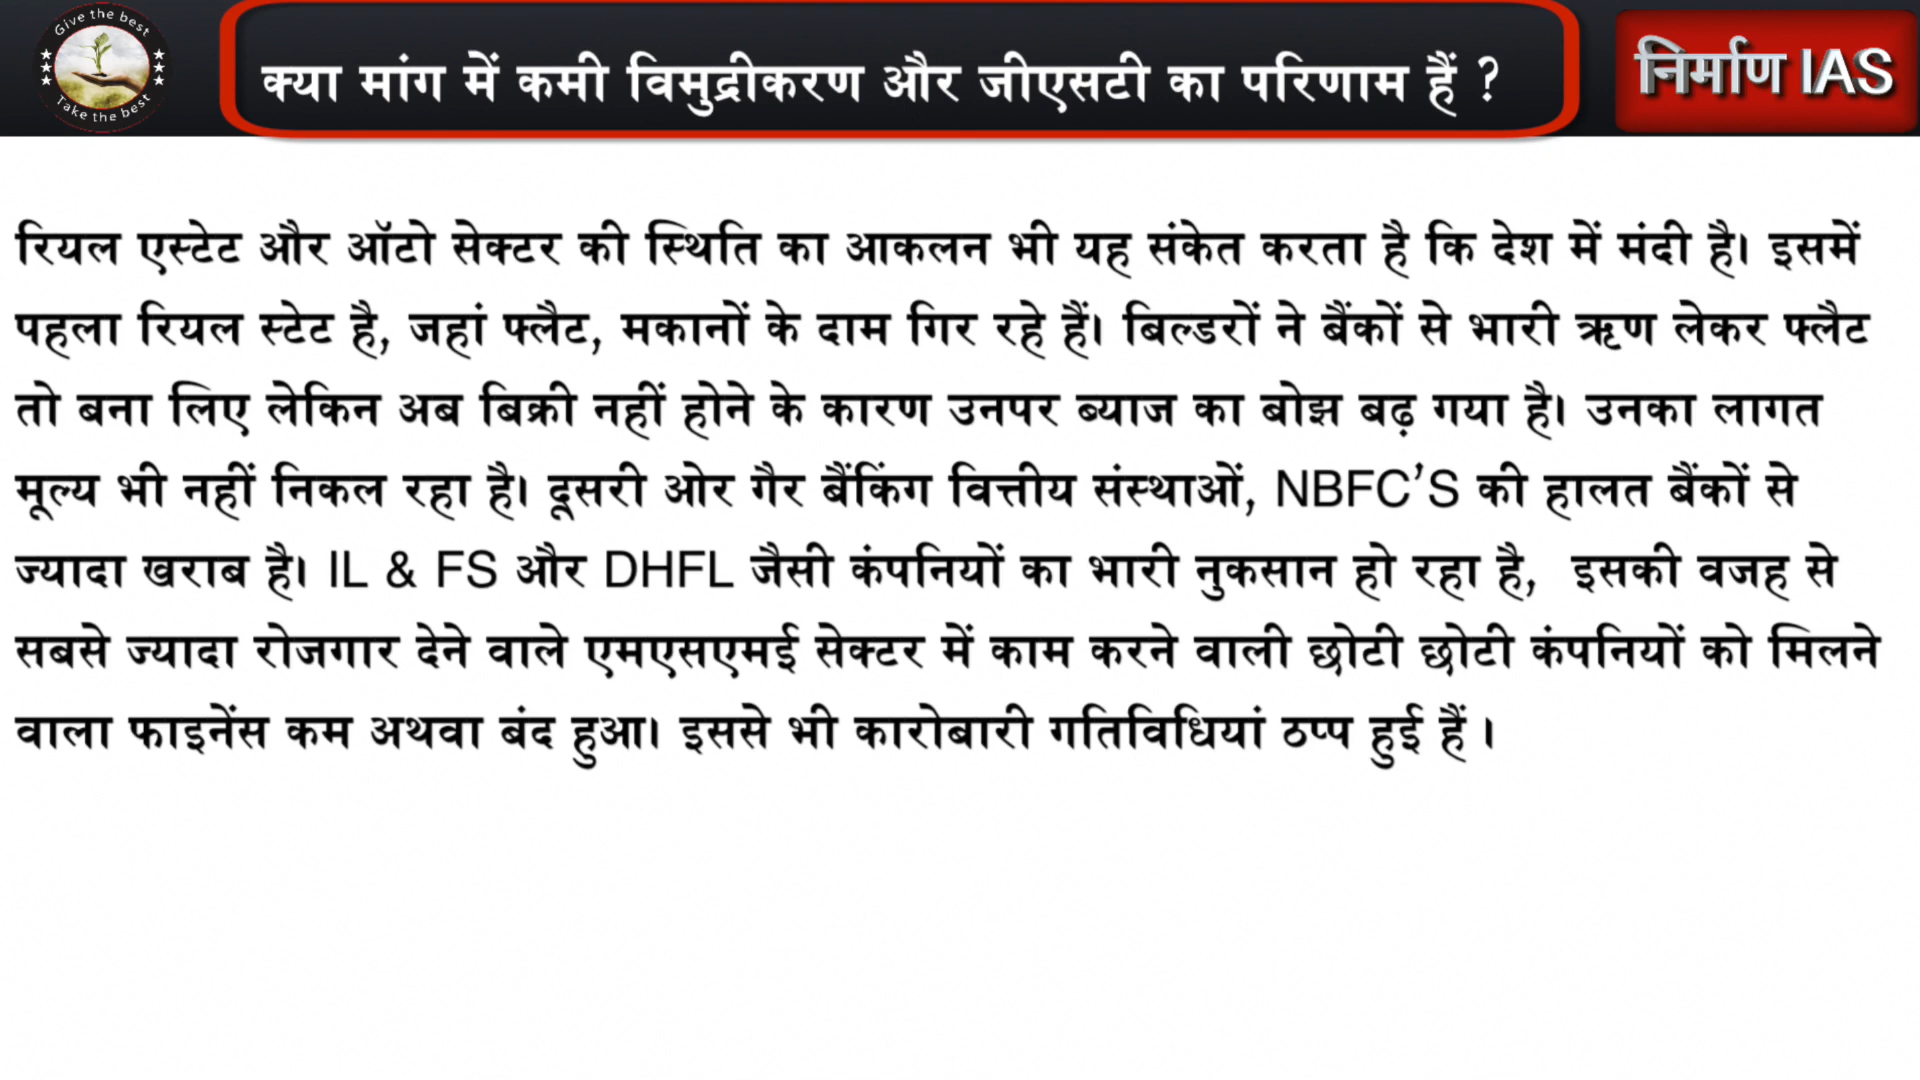 Give the best
Take the best
क्या मांग में कमी विमुद्रीकरण और जीएसटी का परिणाम हैं ?
निर्माण IAS
रियल एस्टेट और ऑटो सेक्टर की स्थिति का आकलन भी यह संकेत करता है कि देश में मंदी है। इसमें
पहला रियल स्टेट है, जहां फ्लैट, मकानों के दाम गिर रहे हैं। बिल्डरों ने बैंकों से भारी ऋण लेकर फ्लैट
तो बना लिए लेकिन अब बिक्री नहीं होने के कारण उनपर ब्याज का बोझ बढ़ गया है। उनका लागत
मूल्य भी नहीं निकल रहा है। दूसरी ओर गैर बैंकिंग वित्तीय संस्थाओं, NBFC’S की हालत बैंकों से
ज्यादा खराब है। IL & FS और DHFL जैसी कंपनियों का भारी नुकसान हो रहा है, इसकी वजह से
सबसे ज्यादा रोजगार देने वाले एमएसएमई सेक्टर में काम करने वाली छोटी छोटी कंपनियों को मिलने
वाला फाइनेंस कम अथवा बंद हुआ। इससे भी कारोबारी गतिविधियां ठप्प हुई हैं ।